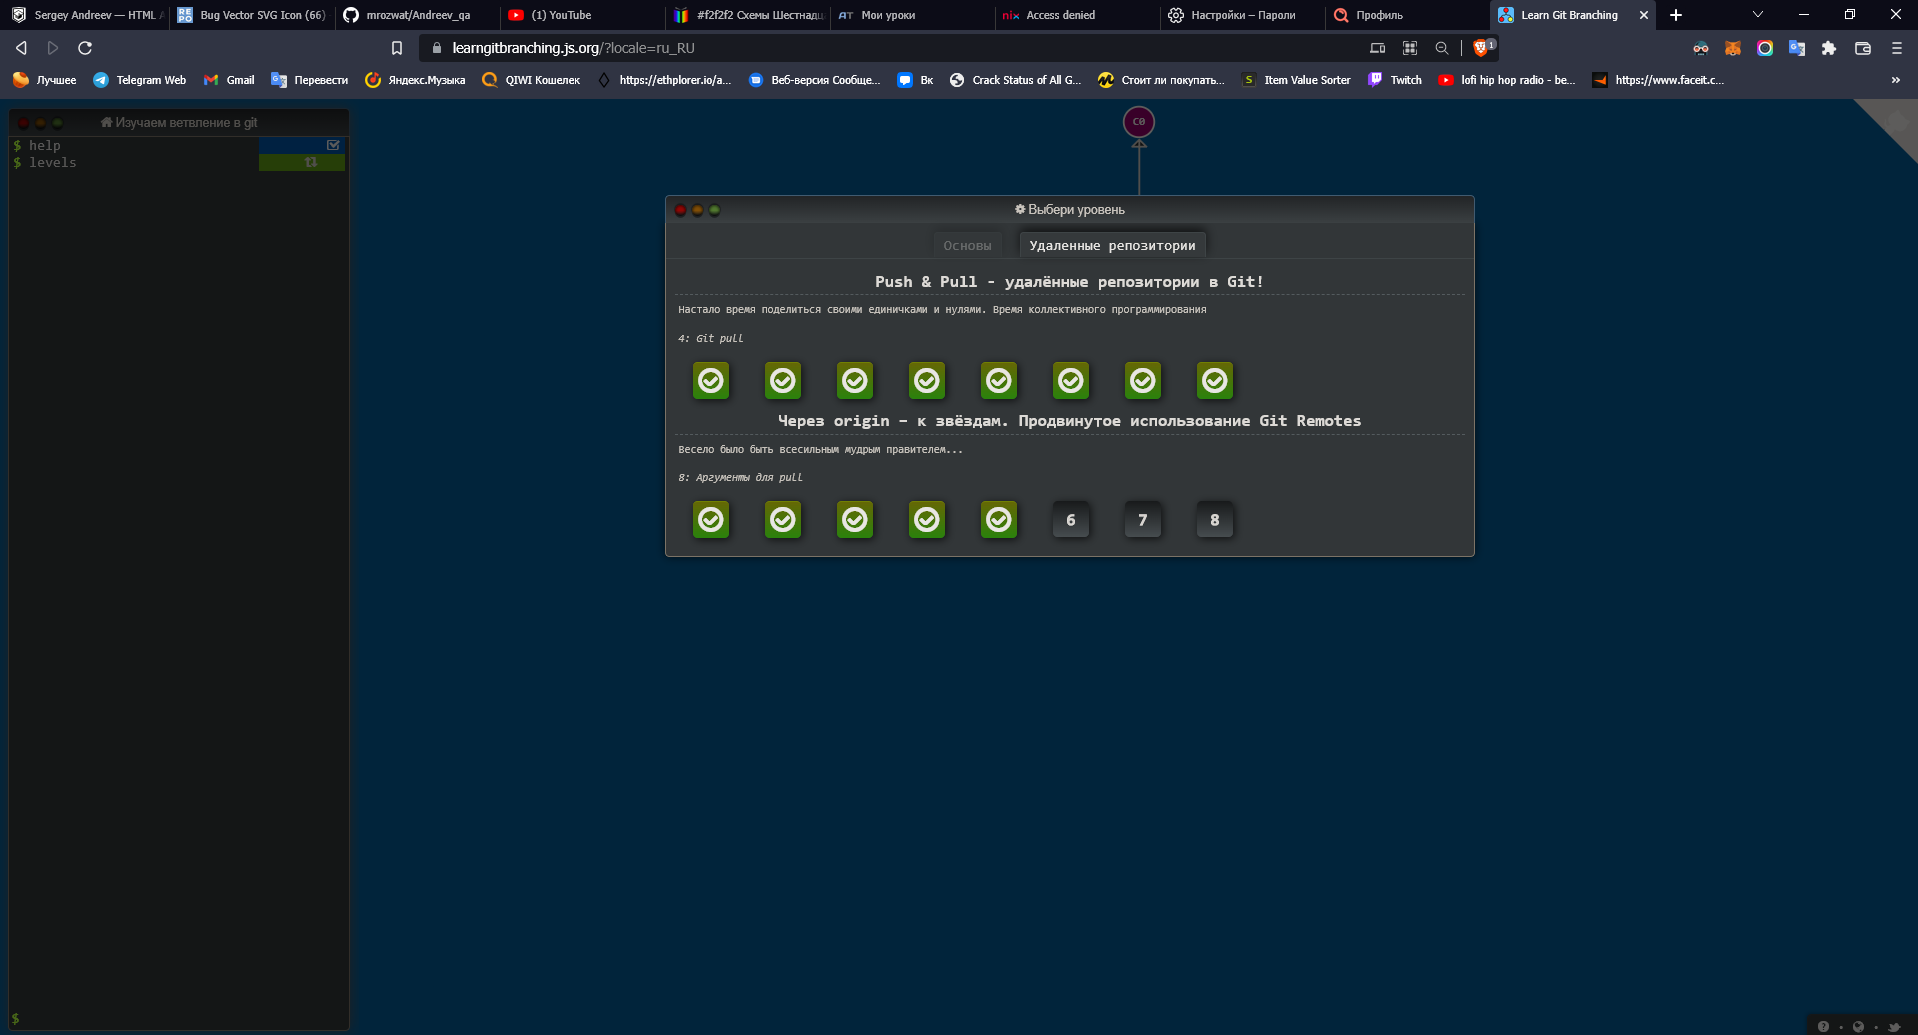 Sergey Andreev — HTML A
Bug Vector SVG Icon (66)
mrozwat/Andreev_qa
(1) YouTube
#f2f2f2 Схемы Шестнадц
Мои уроки
nix Access denied
Настройки – Пароли
Профиль
Learn Git Branching
learngitbranching.js.org/?locale=ru_RU
1
Лучшее
Telegram Web
Gmail
Перевести
Яндекс.Музыка
QIWI Кошелек
https://ethplorer.io/a...
Веб-версия Сообще...
Вк
Crack Status of All G...
Стоит ли покупать...
Item Value Sorter
Twitch
lofi hip hop radio - be...
https://www.faceit.c...
»
Изучаем ветвление в git
$ help
$ levels
$
C0
Выбери уровень
Основы
Удаленные репозитории
Push & Pull - удалённые репозитории в Git!
Настало время поделиться своими единичками и нулями. Время коллективного программирования
4: Git pull
Через origin – к звёздам. Продвинутое использование Git Remotes
Весело было быть всесильным мудрым правителем...
8: Аргументы для pull
6 7 8